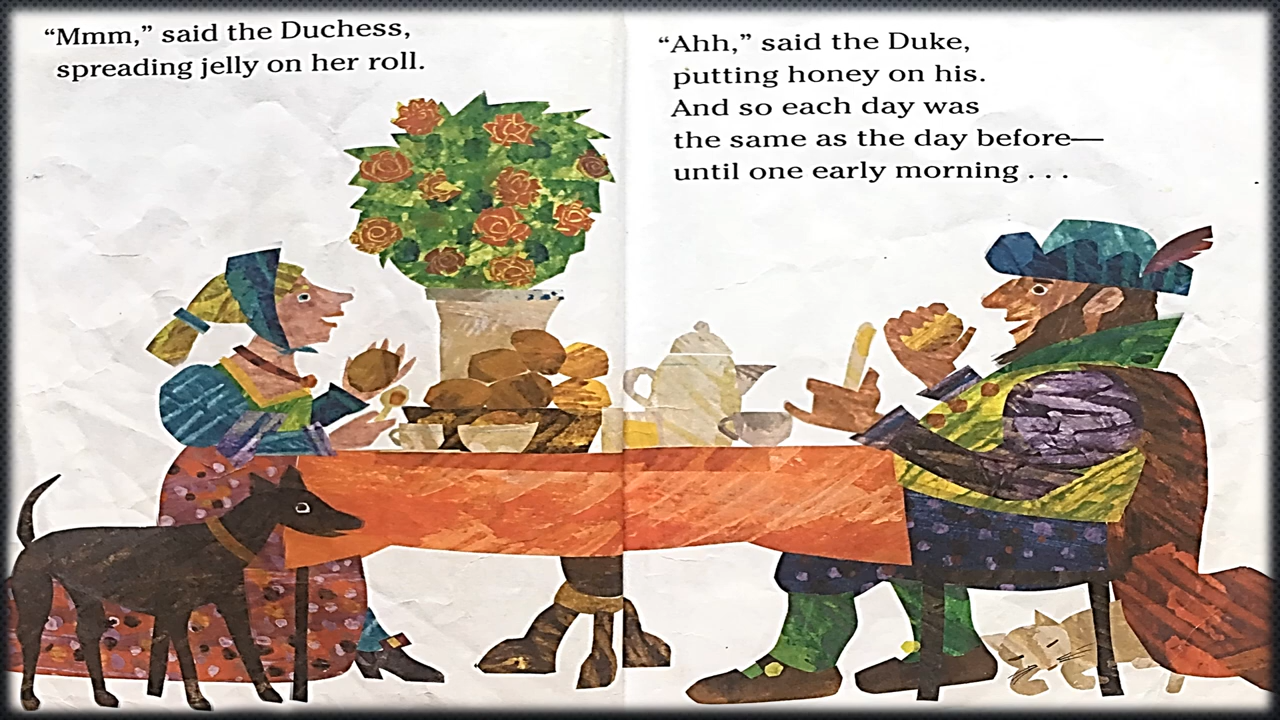 “Mmm,” said the Duchess,
spreading jelly on her roll.
“Ahh,” said the Duke,
putting honey on his.
And so each day was
the same as the day before—
until one early morning . . .